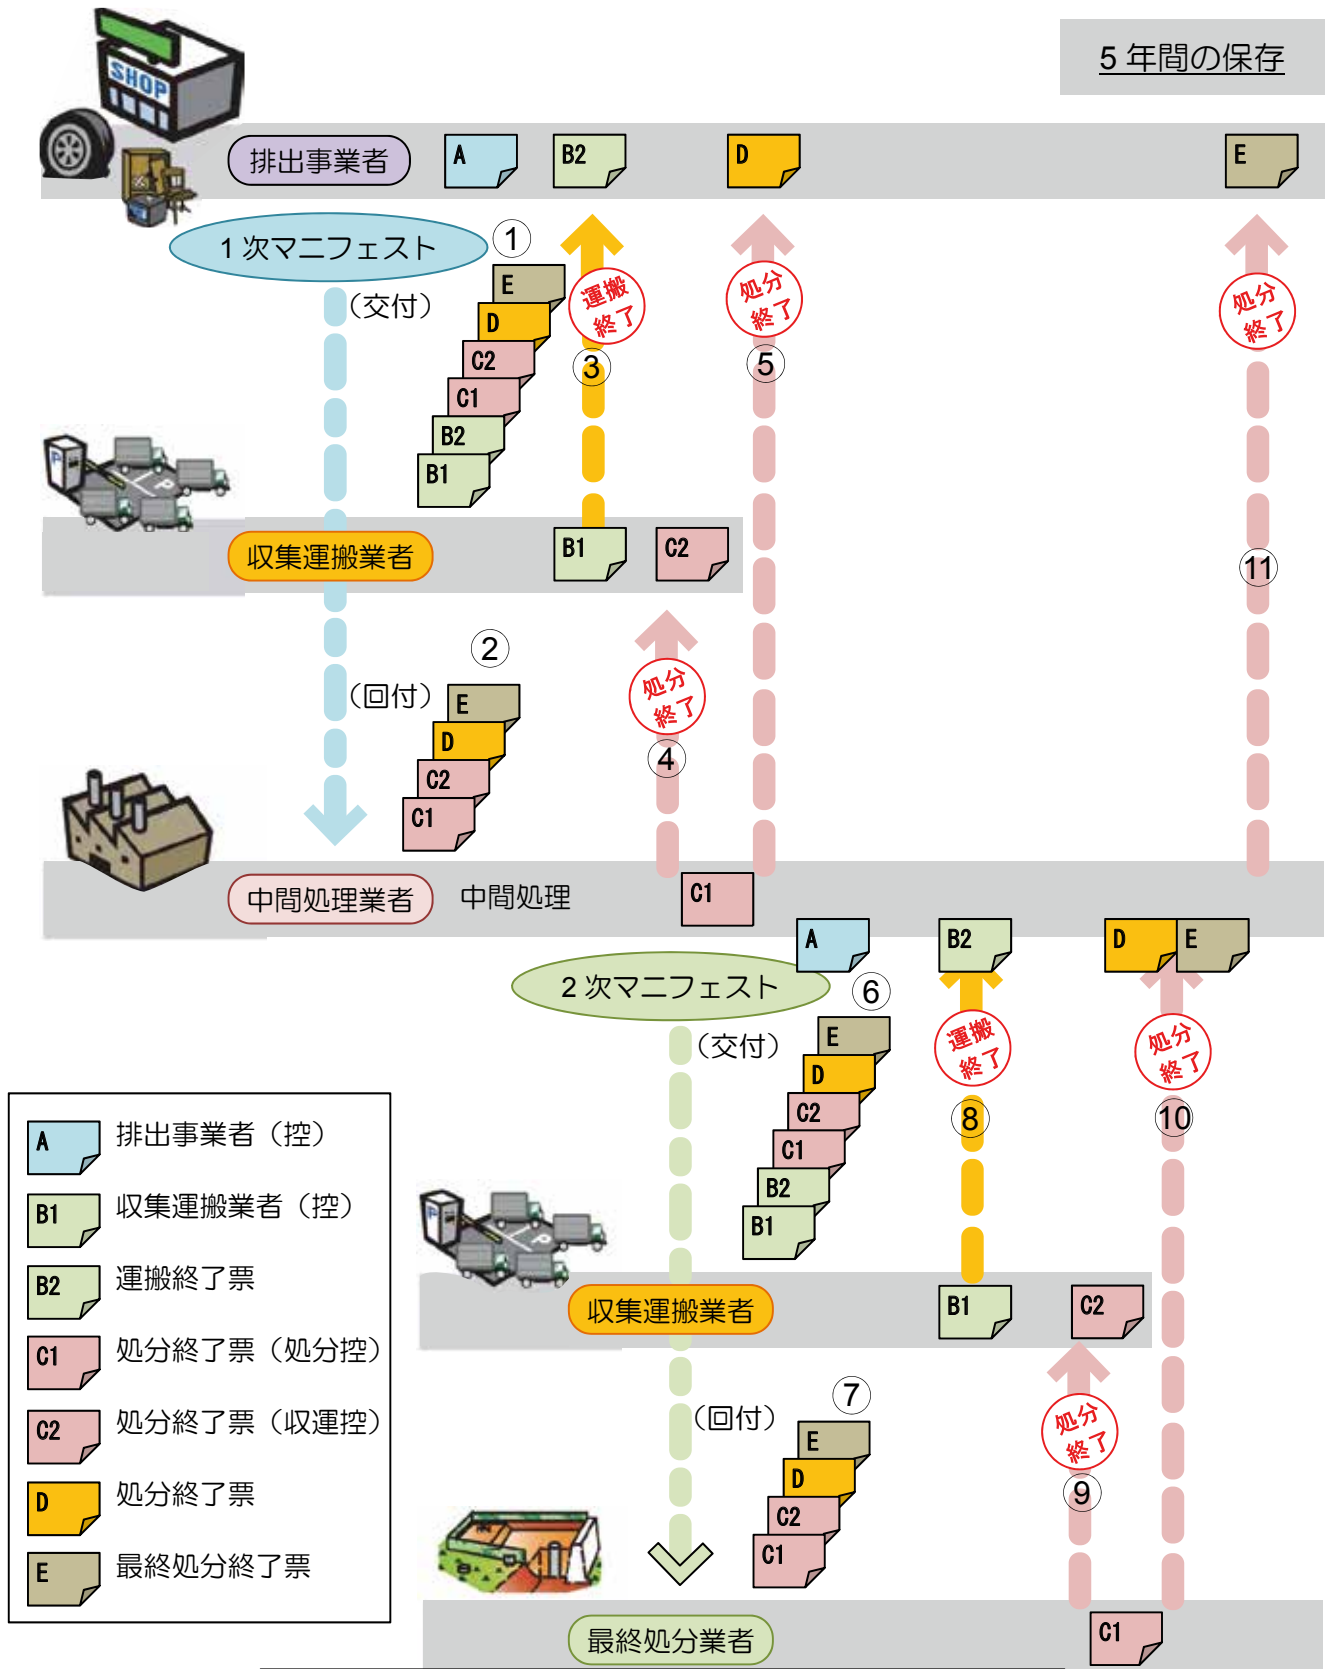 5年間の保存
SHOP
排出事業者
A
B2
D
E
1次マニフェスト
①
(交付)
E
D
C2
C1
B2
B1
運搬
終了
③
処分
終了
⑤
処分
終了
P
P
収集運搬業者
B1
C2
⑪
②
(回付)
E
D
C2
C1
処分
終了
④
中間処理業者
中間処理
C1
A
B2
D
E
2次マニフェスト
⑥
(交付)
E
D
C2
C1
B2
B1
運搬
終了
⑧
処分
終了
⑩
A
排出事業者(控)
B1
収集運搬業者(控)
B2
運搬終了票
C1
処分終了票(処分控)
C2
処分終了票(収運控)
D
処分終了票
E
最終処分終了票
P
P
収集運搬業者
B1
C2
⑦
(回付)
E
D
C2
C1
処分
終了
⑨
最終処分業者
C1